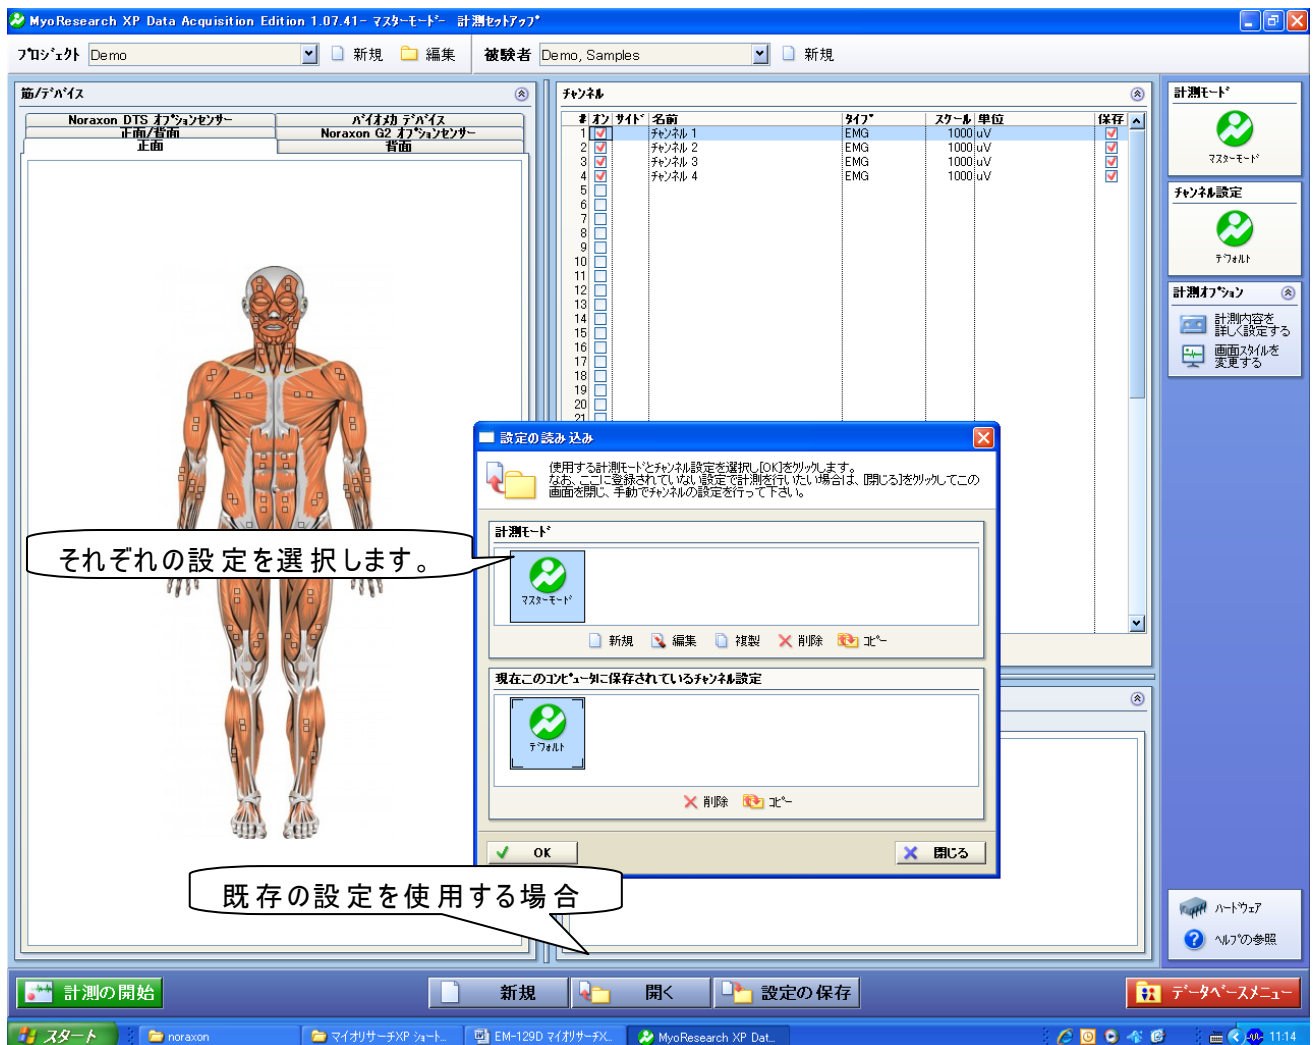 MyoResearch XP Data Acquisition Edition 1.07.41- ﾏｽﾀｰﾓｰﾄﾞｰ 計測ｾｯﾄｱｯﾌﾟ
ﾌﾟﾛｼﾞｪｸﾄ Demo 新規 編集 被験者 Demo, Samples 新規
筋/ﾃﾞﾊﾞｲｽ
Noraxon DTS ｵﾌﾟｼｮﾝｾﾝｻｰ ﾊﾞｲｵﾒｶ ﾃﾞﾊﾞｲｽ
正面/背面 Noraxon G2 ｵﾌﾟｼｮﾝｾﾝｻｰ
正面 背面
ﾁｬﾝﾈﾙ
# ｵﾝ ｻｲﾄﾞ 名前 ﾀｲﾌﾟ ｽｹｰﾙ 単位 保存
1 ﾁｬﾝﾈﾙ 1 EMG 1000 uV
2 ﾁｬﾝﾈﾙ 2 EMG 1000 uV
3 ﾁｬﾝﾈﾙ 3 EMG 1000 uV
4 ﾁｬﾝﾈﾙ 4 EMG 1000 uV
5
6
7
8
9
10
11
12
13
14
15
16
17
18
19
20
21
計測ﾓｰﾄﾞ
ﾏｽﾀｰﾓｰﾄﾞ
ﾁｬﾝﾈﾙ設定
ﾃﾞﾌｫﾙﾄ
計測ｵﾌﾟｼｮﾝ
計測内容を
詳しく設定する
画面ｽﾀｲﾙを
変更する
設定の読み込み
使用する計測ﾓｰﾄﾞとﾁｬﾝﾈﾙ設定を選択し[OK]をｸﾘｯｸします。
なお、ここに登録されていない設定で計測を行いたい場合は、[閉じる]をｸﾘｯｸしてこの
画面を閉じ、手動でﾁｬﾝﾈﾙの設定を行って下さい。
計測ﾓｰﾄﾞ
ﾏｽﾀｰﾓｰﾄﾞ
新規 編集 複製 削除 ｺﾋﾟｰ
現在このｺﾝﾋﾟｭｰﾀに保存されているﾁｬﾝﾈﾙ設定
ﾃﾞﾌｫﾙﾄ
削除 ｺﾋﾟｰ
OK 閉じる
それぞれの設定を選択します。
既存の設定を使用する場合
ﾊｰﾄﾞｳｪｱ
ﾍﾙﾌﾟの参照
計測の開始 新規 開く 設定の保存 ﾃﾞｰﾀﾍﾞｰｽﾒﾆｭｰ
スタート noraxon マイオリサーチXP ショート... EM-129D マイオリサーチX... MyoResearch XP Dat... 11:14